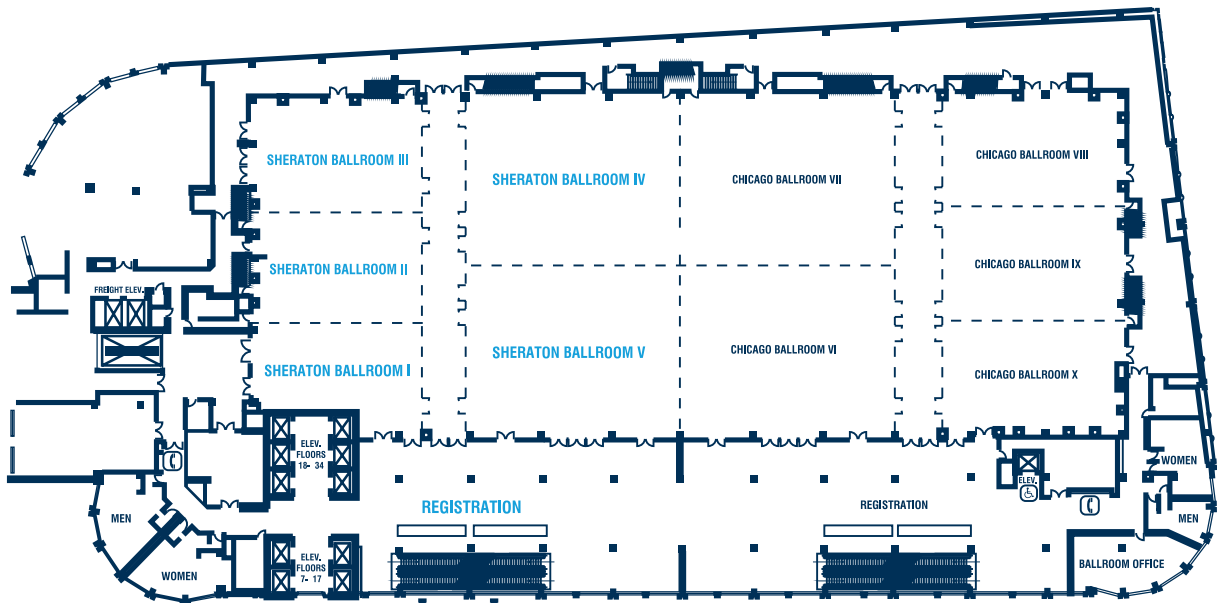 SHERATON BALLROOM III
SHERATON BALLROOM IV
CHICAGO BALLROOM VII
CHICAGO BALLROOM VIII
SHERATON BALLROOM II
CHICAGO BALLROOM IX
FREIGHT ELEV.
SHERATON BALLROOM I
SHERATON BALLROOM V
CHICAGO BALLROOM VI
CHICAGO BALLROOM X
ELEV.
FLOORS
18- 34
WOMEN
ELEV.
REGISTRATION
REGISTRATION
MEN
MEN
ELEV.
FLOORS
7- 17
WOMEN
BALLROOM OFFICE